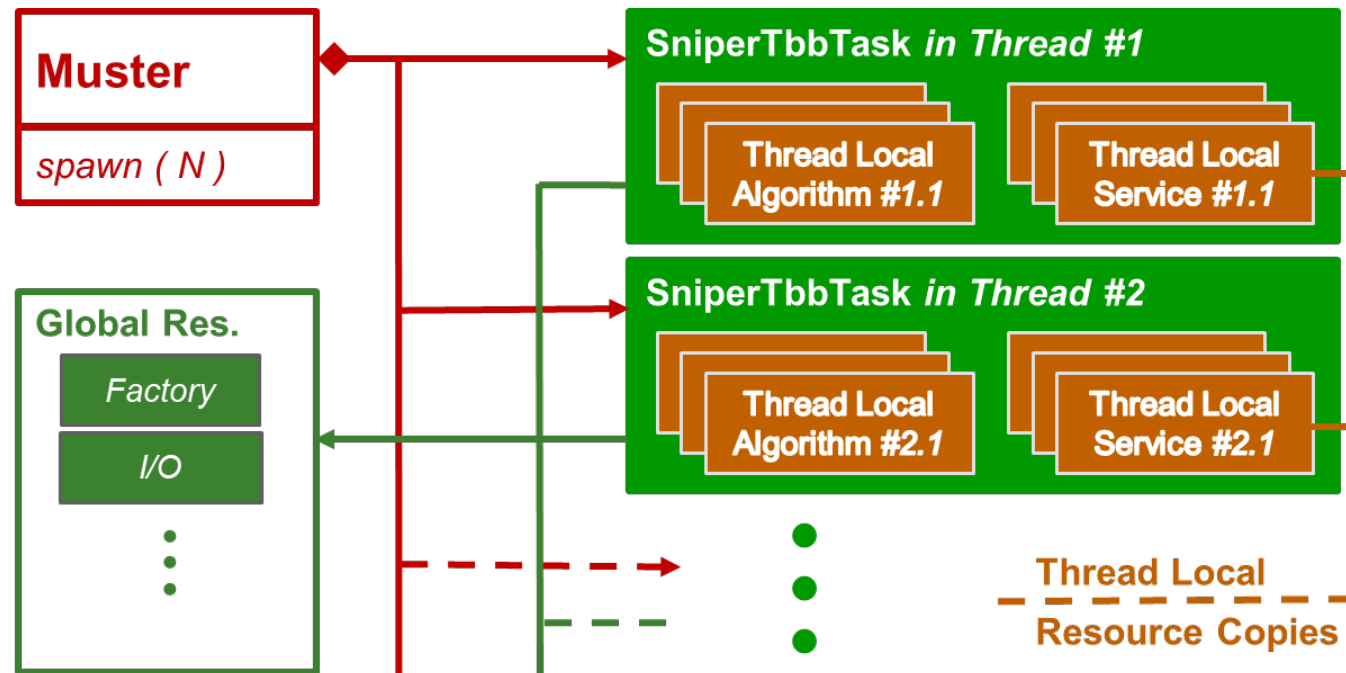 Muster
spawn ( N )
Global Res.
Factory
I/O
SniperTbbTask in Thread #1
Thread Local
Algorithm #1.1
Thread Local
Service #1.1
SniperTbbTask in Thread #2
Thread Local
Algorithm #2.1
Thread Local
Service #2.1
Thread Local
Resource Copies